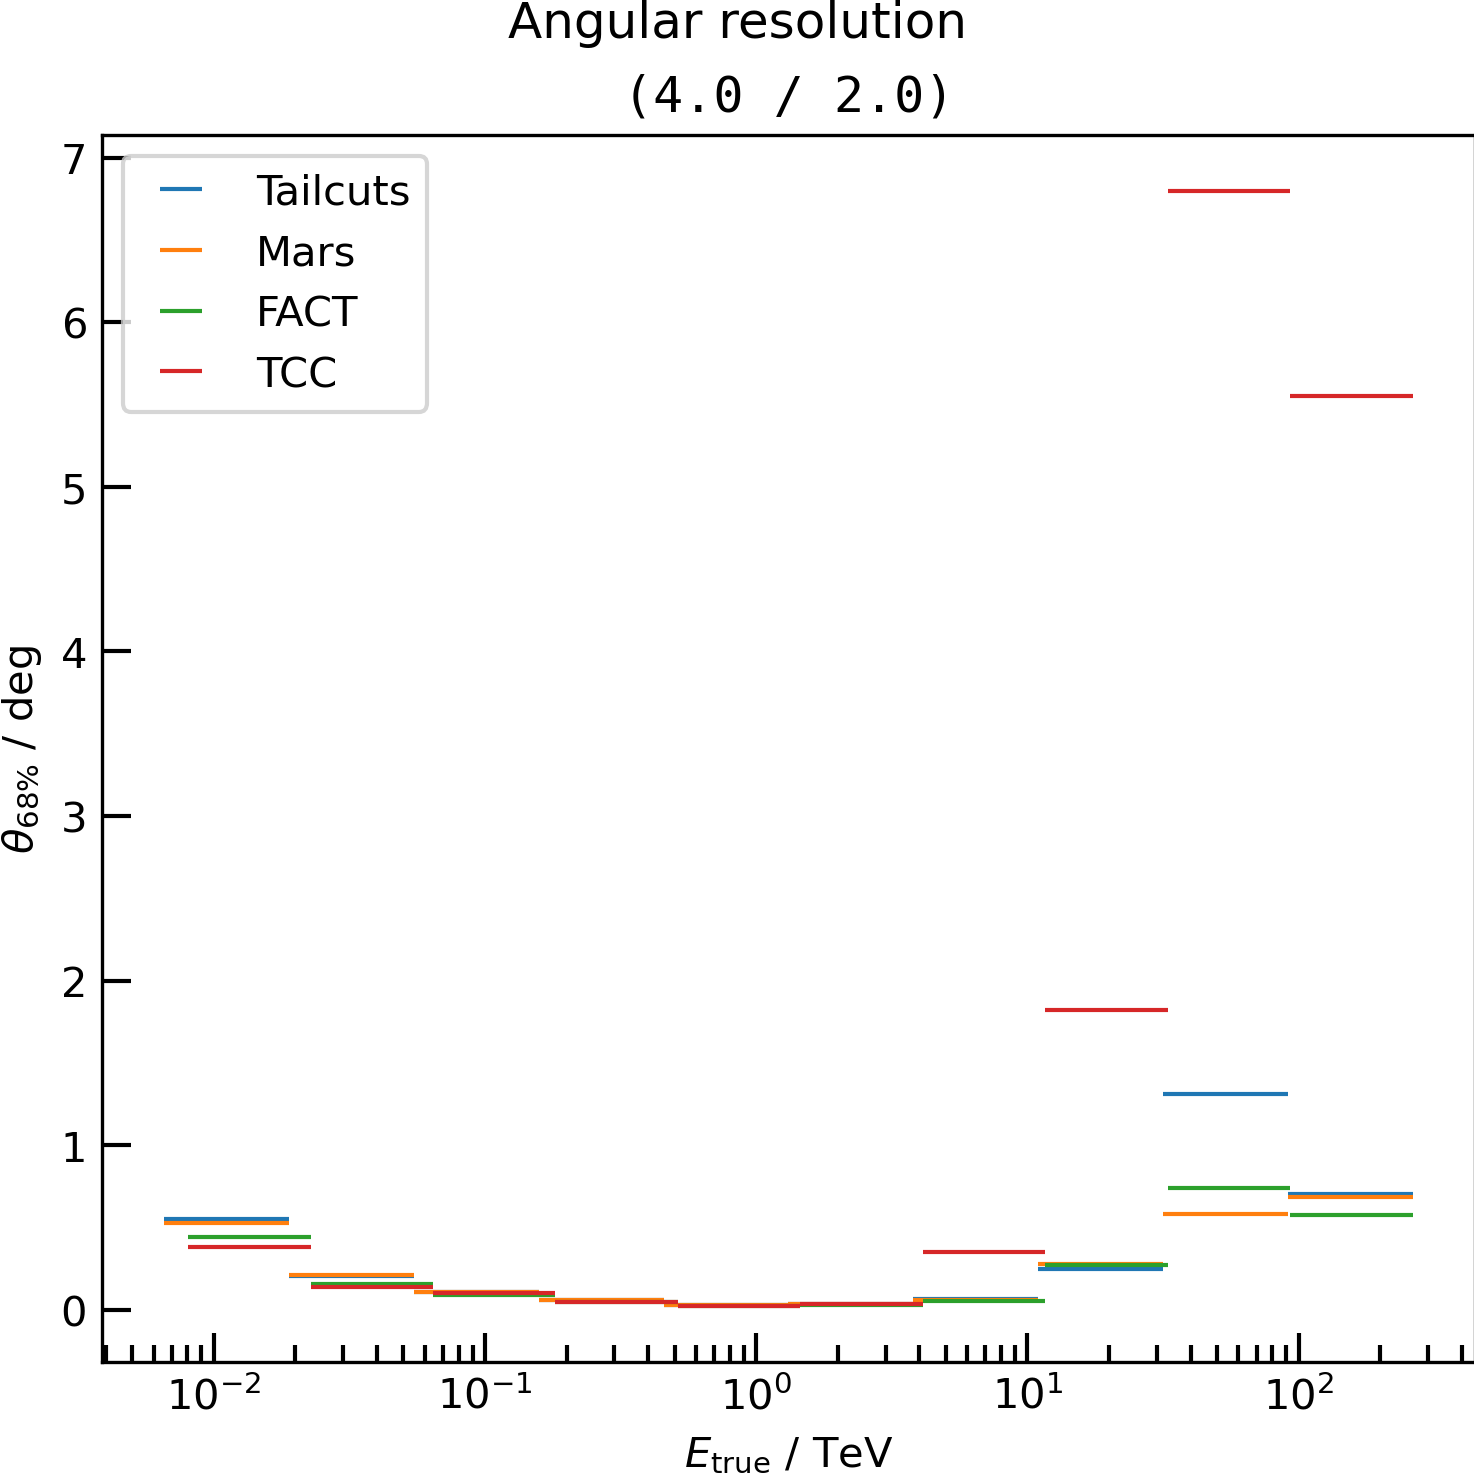 Angular resolution
(4.0 / 2.0)
7
6
5
4
3
2
1
0
θ68% / deg
Tailcuts
Mars
FACT
TCC
10⁻² 10⁻¹ 10⁰ 10¹ 10²
Etrue / TeV